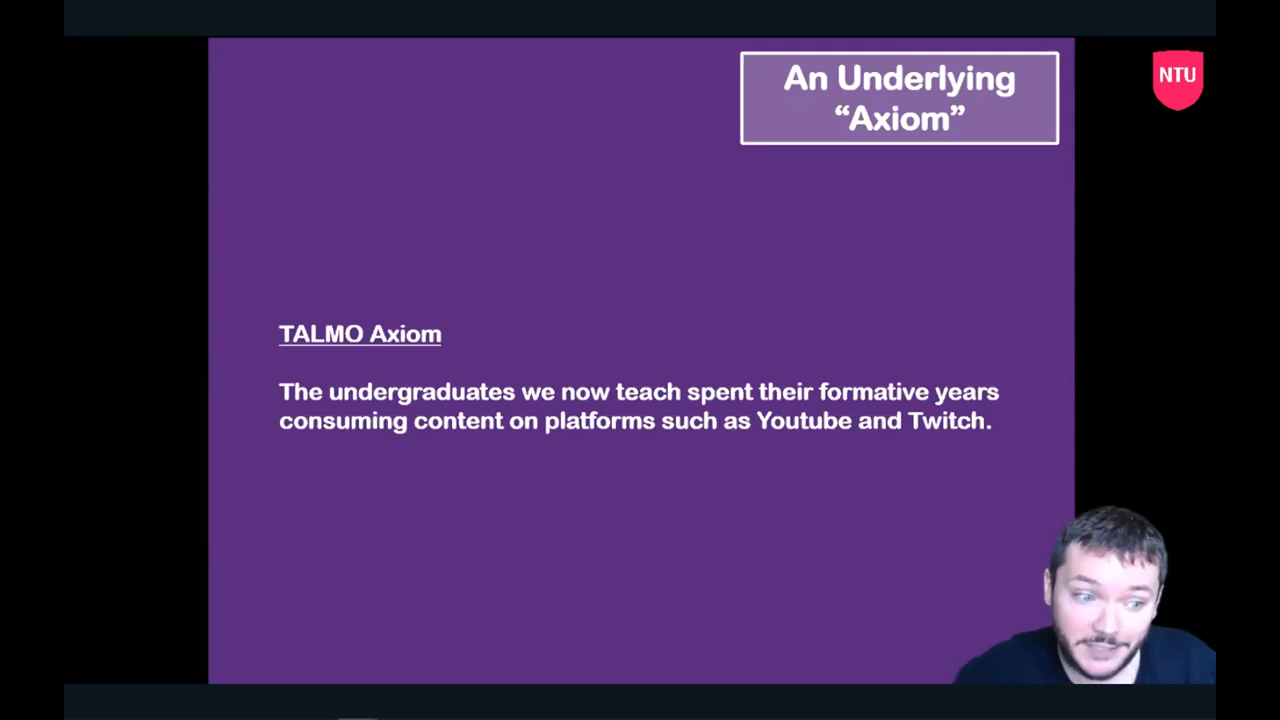 An Underlying
“Axiom”
NTU
TALMO Axiom
The undergraduates we now teach spent their formative years
consuming content on platforms such as Youtube and Twitch.